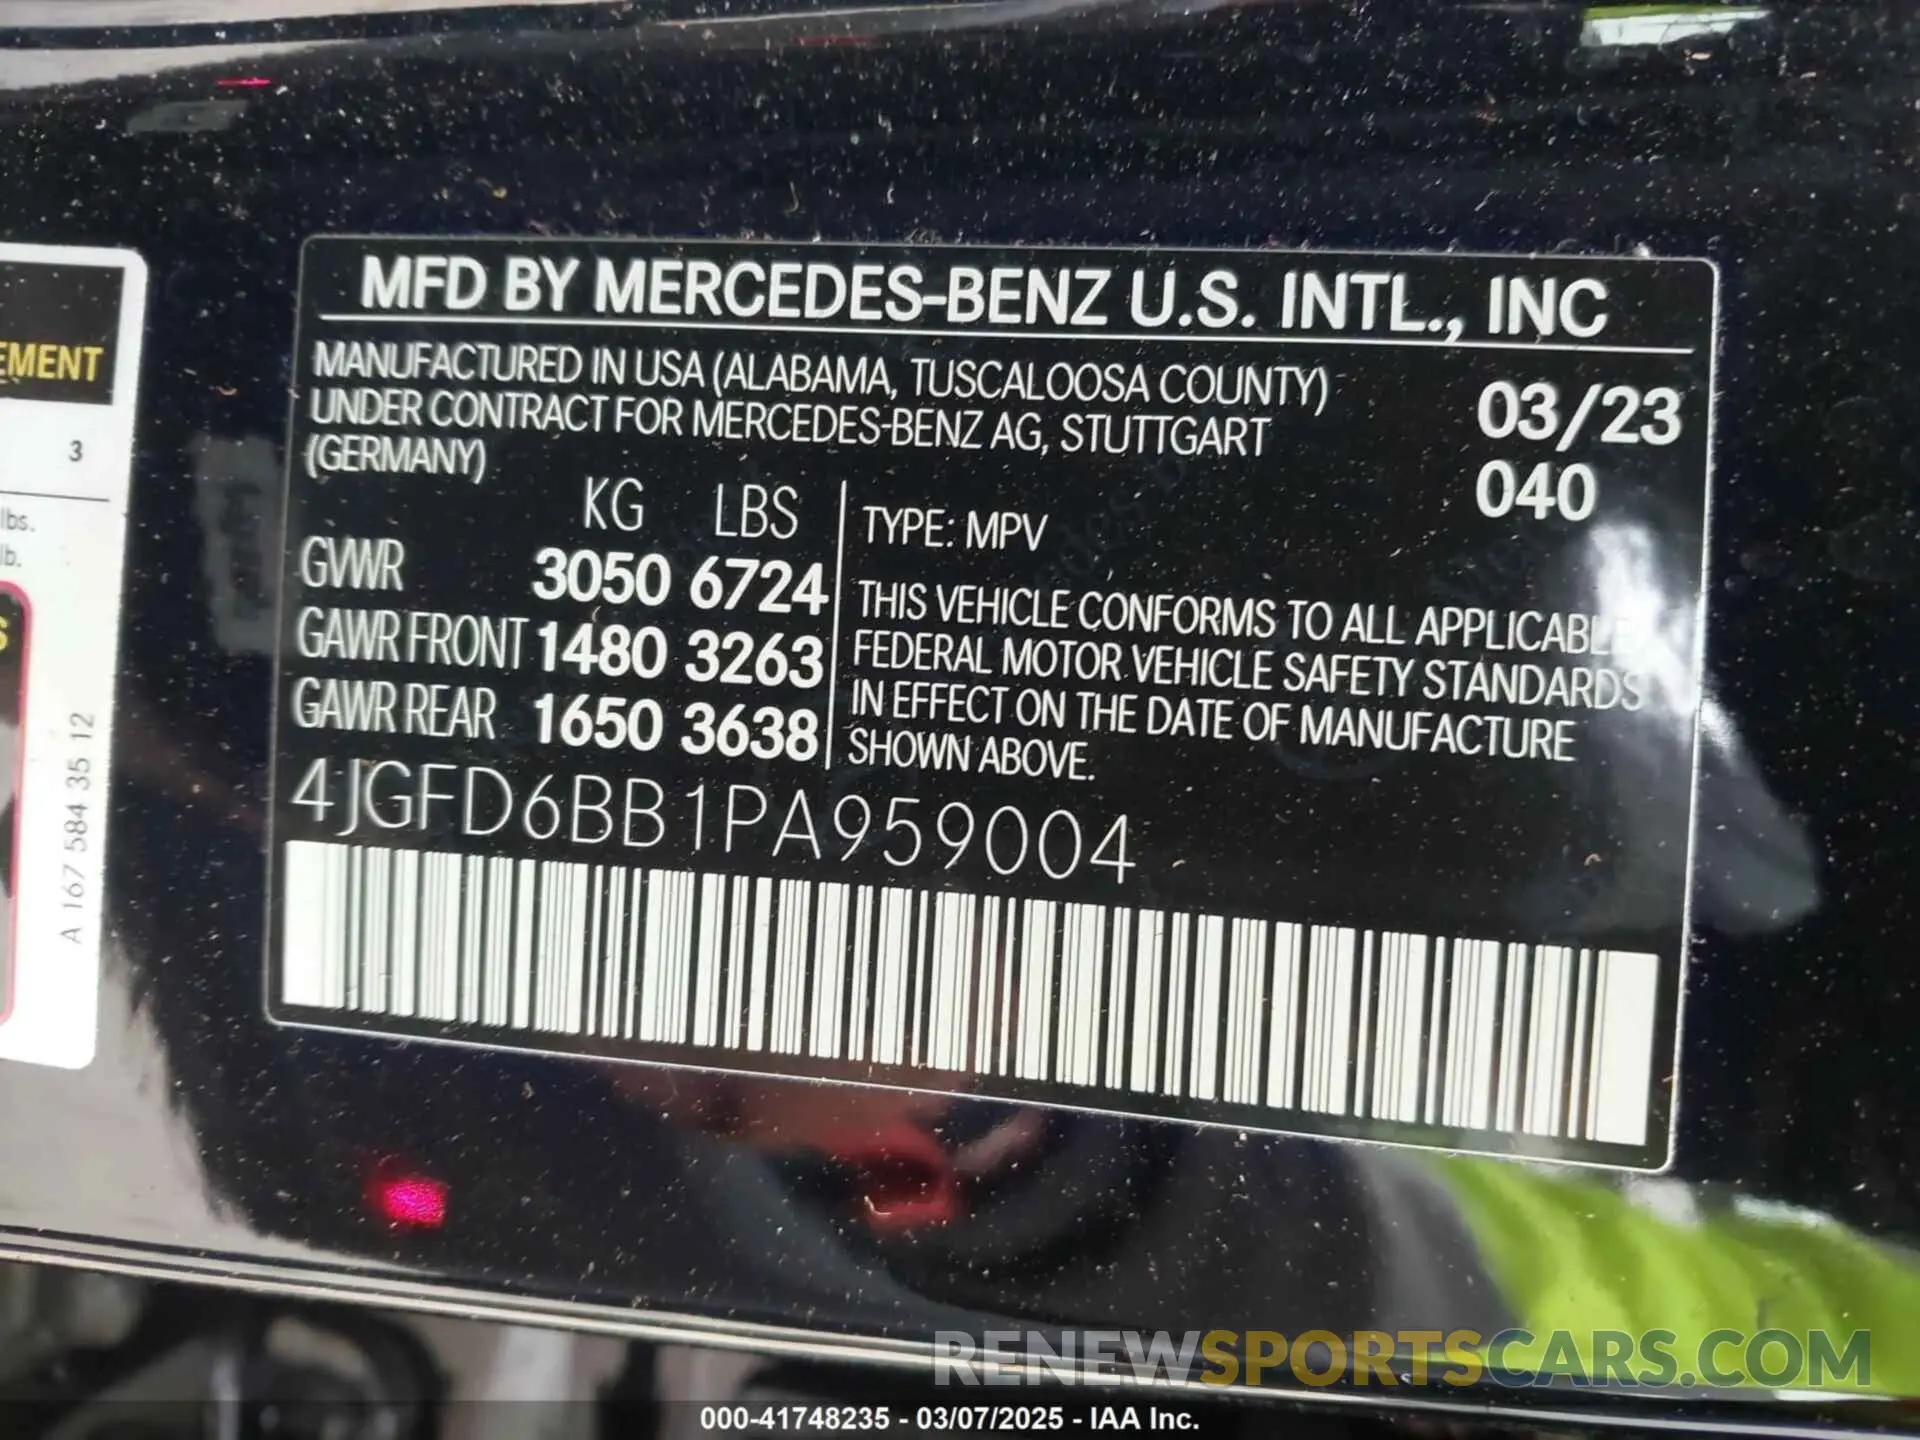 MFD BY MERCEDES-BENZ U.S. INTL., INC
MANUFACTURED IN USA (ALABAMA, TUSCALOOSA COUNTY)
UNDER CONTRACT FOR MERCEDES-BENZ AG, STUTTGART
(GERMANY)
03/23
040
KG LBS
GVWR 3050 6724
GAWR FRONT 1480 3263
GAWR REAR 1650 3638
TYPE: MPV
THIS VEHICLE CONFORMS TO ALL APPLICABLE
FEDERAL MOTOR VEHICLE SAFETY STANDARDS
IN EFFECT ON THE DATE OF MANUFACTURE
SHOWN ABOVE.
4JGFD6BB1PA959004
EMENT
3
lbs.
lb.
S
A 167 584 35 12
RENEWSPORTSCARS.COM
000-41748235 - 03/07/2025 - IAA Inc.